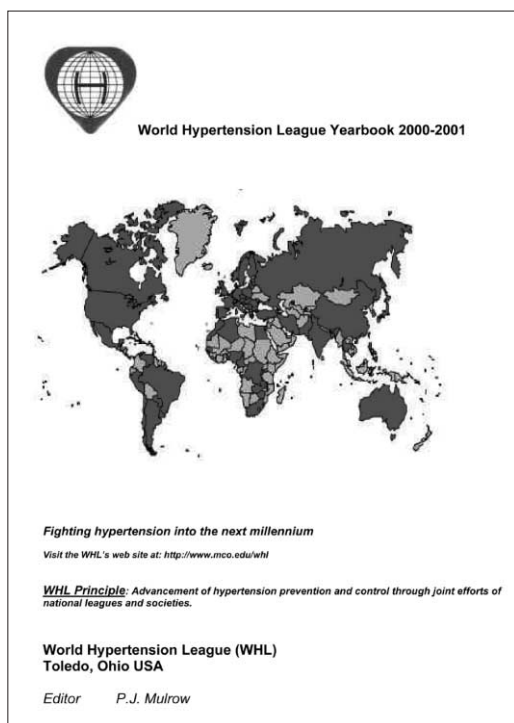 H
World Hypertension League Yearbook 2000-2001
Fighting hypertension into the next millennium
Visit the WHL's web site at: http://www.mco.edu/whl
WHL Principle: Advancement of hypertension prevention and control through joint efforts of
national leagues and societies.
World Hypertension League (WHL)
Toledo, Ohio USA
Editor P.J. Mulrow